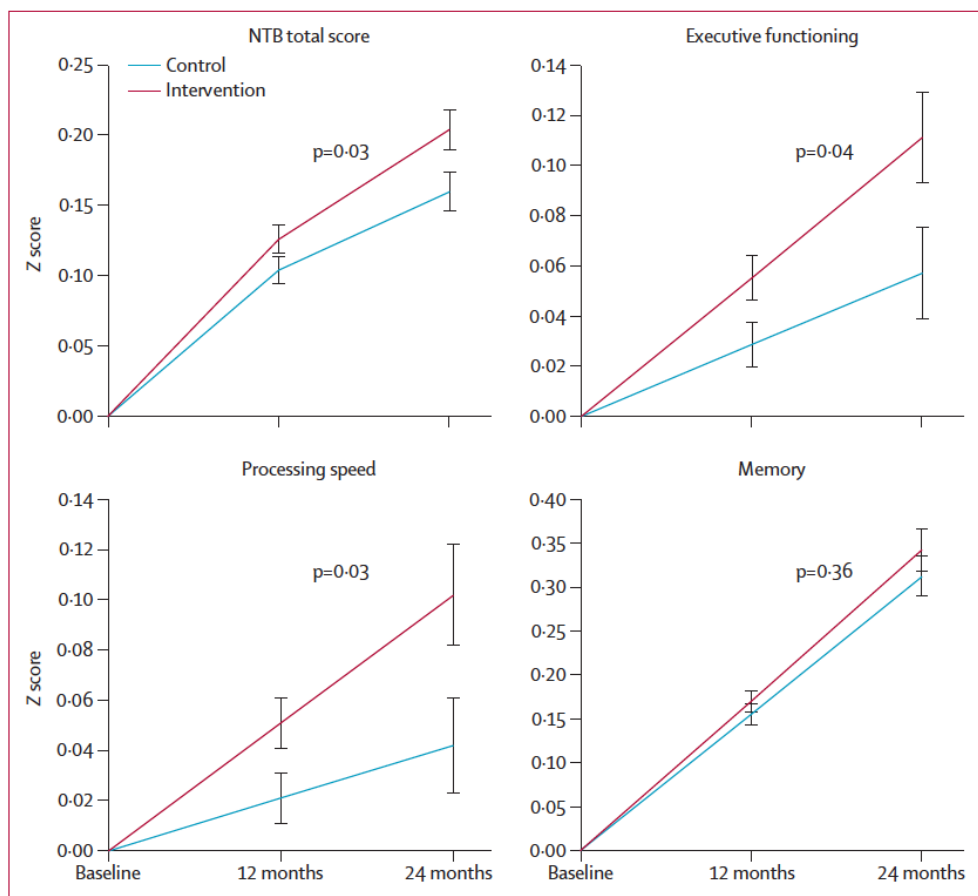 NTB total score
Control
Intervention
p=0·03
Z score
0·25
0·20
0·15
0·10
0·05
0·00
Executive functioning
p=0·04
0·14
0·12
0·10
0·08
0·06
0·04
0·02
0·00
Processing speed
p=0·03
Z score
0·14
0·12
0·10
0·08
0·06
0·04
0·02
0·00
Baseline 12 months 24 months
Memory
p=0·36
0·40
0·35
0·30
0·25
0·20
0·15
0·10
0·05
0·00
Baseline 12 months 24 months